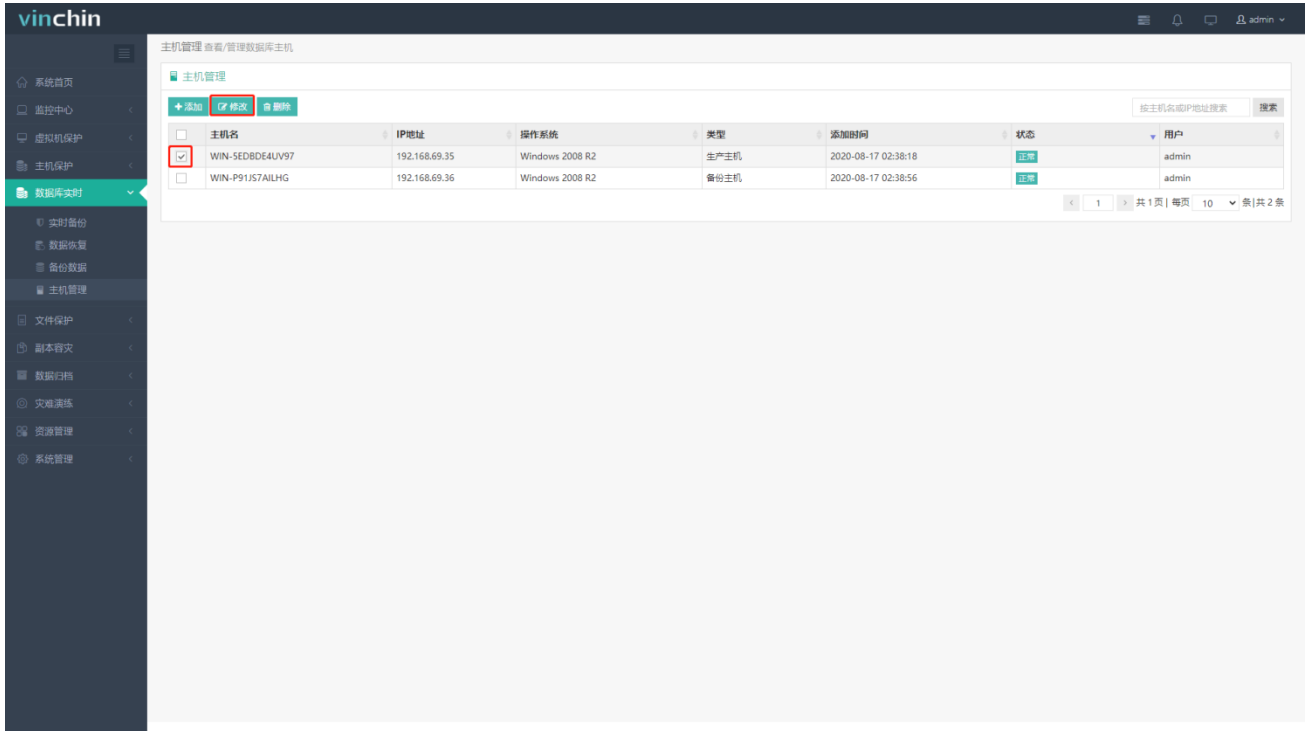 vinchin
admin
主机管理 查看/管理数据库主机
系统首页
监控中心
虚拟机保护
主机保护
数据库实时
实时备份
数据恢复
备份数据
主机管理
文件保护
副本容灾
数据归档
灾难演练
资源管理
系统管理
主机管理
添加 修改 删除 按主机名或IP地址搜索 搜索
主机名 IP地址 操作系统 类型 添加时间 状态 用户
WIN-5EDBDE4UV97 192.168.69.35 Windows 2008 R2 生产主机 2020-08-17 02:38:18 正常 admin
WIN-P91JS7AILHG 192.168.69.36 Windows 2008 R2 备份主机 2020-08-17 02:38:56 正常 admin
< 1 > 共1页| 每页 10 条|共2条